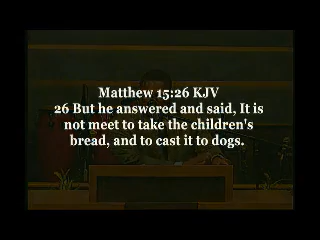 Matthew 15:26 KJV
26 But he answered and said, It is
not meet to take the children's
bread, and to cast it to dogs.